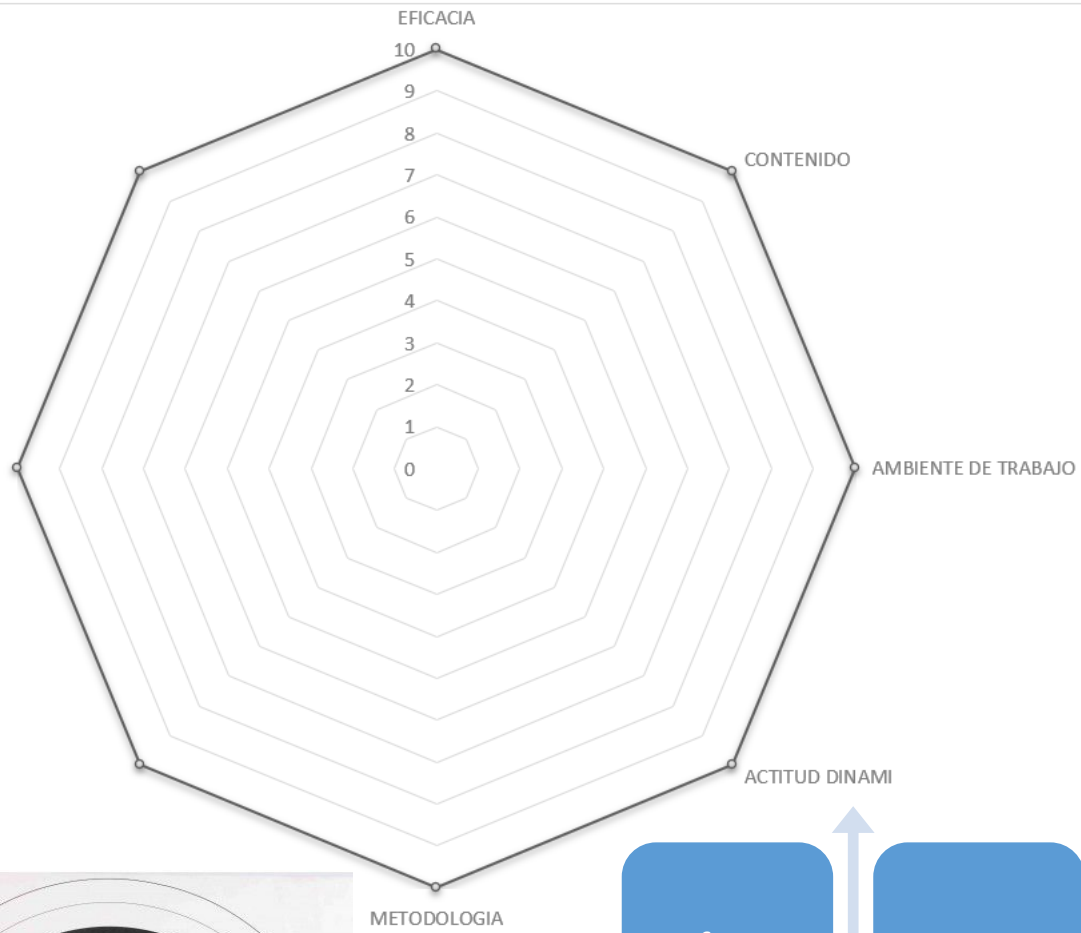 EFICACIA
10
9
8
7
6
5
4
3
2
1
0
CONTENIDO
AMBIENTE DE TRABAJO
ACTITUD DINAMI
METODOLOGIA